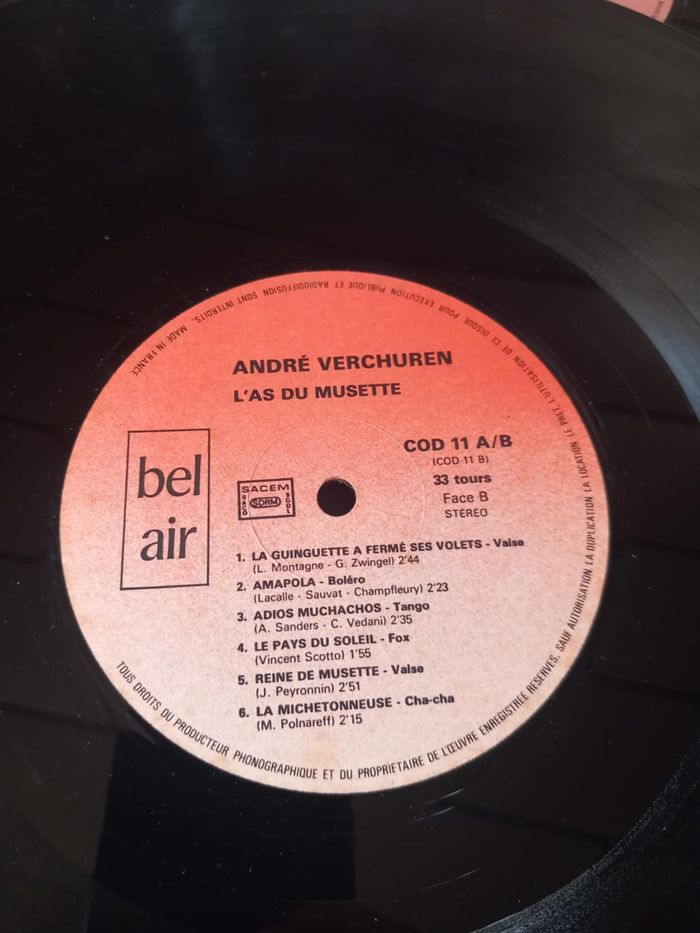 ANDRÉ VERCHUREN
L'AS DU MUSETTE
bel
air
SACEM
SACD
SDRM
SGDL
COD 11 A/B
(COD 11 B)
33 tours
Face B
STÉRÉO
1. LA GUINGUETTE A FERMÉ SES VOLETS - Valse
(L. Montagne - G. Zwingel) 2'44
2. AMAPOLA - Boléro
(Lacalle - Sauvat - Champfleury) 2'23
3. ADIOS MUCHACHOS - Tango
(A. Sanders - C. Vedani) 2'35
4. LE PAYS DU SOLEIL - Fox
(Vincent Scotto) 1'55
5. REINE DE MUSETTE - Valse
(J. Peyronnin) 2'51
6. LA MICHETONNEUSE - Cha-cha
(M. Polnareff) 2'15
TOUS DROITS DU PRODUCTEUR PHONOGRAPHIQUE ET DU PROPRIETAIRE DE L'ŒUVRE ENREGISTREE RESERVES, SAUF AUTORISATION LA DUPLICATION LA LOCATION LE PRET L'UTILISATION DE CE DISQUE POUR EXECUTION PUBLIQUE ET RADIODIFFUSION SONT INTERDITS. MADE IN FRANCE